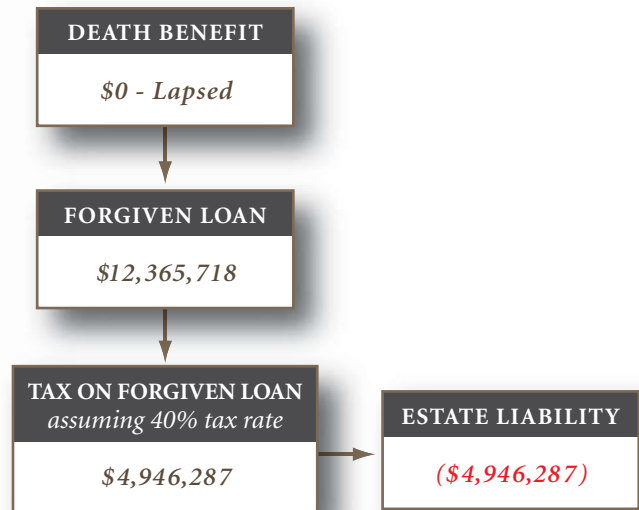 DEATH BENEFIT
$0 - Lapsed
FORGIVEN LOAN
$12,365,718
TAX ON FORGIVEN LOAN
assuming 40% tax rate
$4,946,287
ESTATE LIABILITY
($4,946,287)